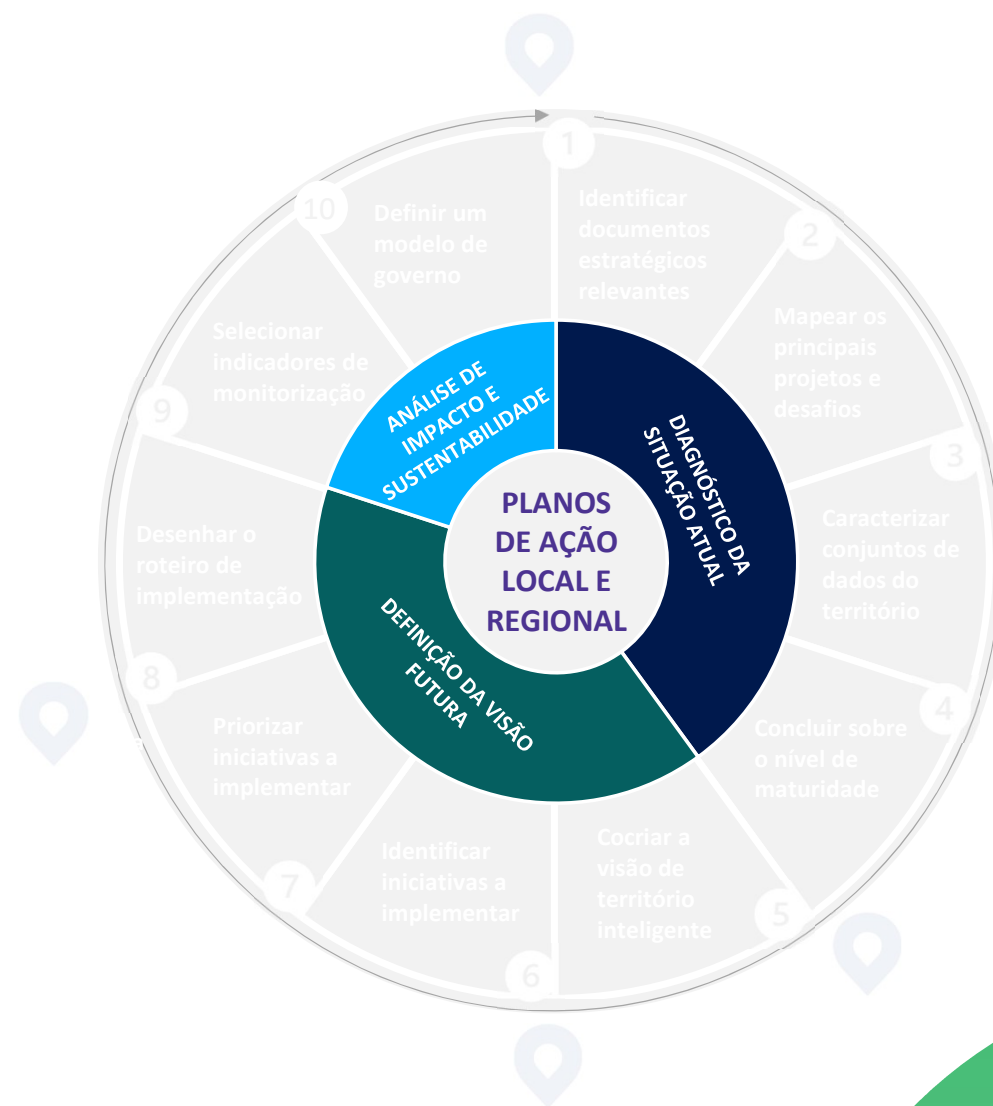 PLANOS
DE AÇÃO
LOCAL E
REGIONAL
DIAGNÓSTICO DA
SITUAÇÃO ATUAL
DEFINIÇÃO DA VISÃO
FUTURA
ANÁLISE DE
IMPACTO E
SUSTENTABILIDADE
1
Identificar
documentos
estratégicos
relevantes
2
Mapear os
principais
projetos e
desafios
3
Caracterizar
conjuntos de
dados do
território
4
Concluir sobre
o nível de
maturidade
5
Cocriar a
visão de
território
inteligente
6
Identificar
iniciativas a
implementar
7
Priorizar
iniciativas a
implementar
8
Desenhar o
roteiro de
implementação
9
Selecionar
indicadores de
monitorização
10
Definir um
modelo de
governo